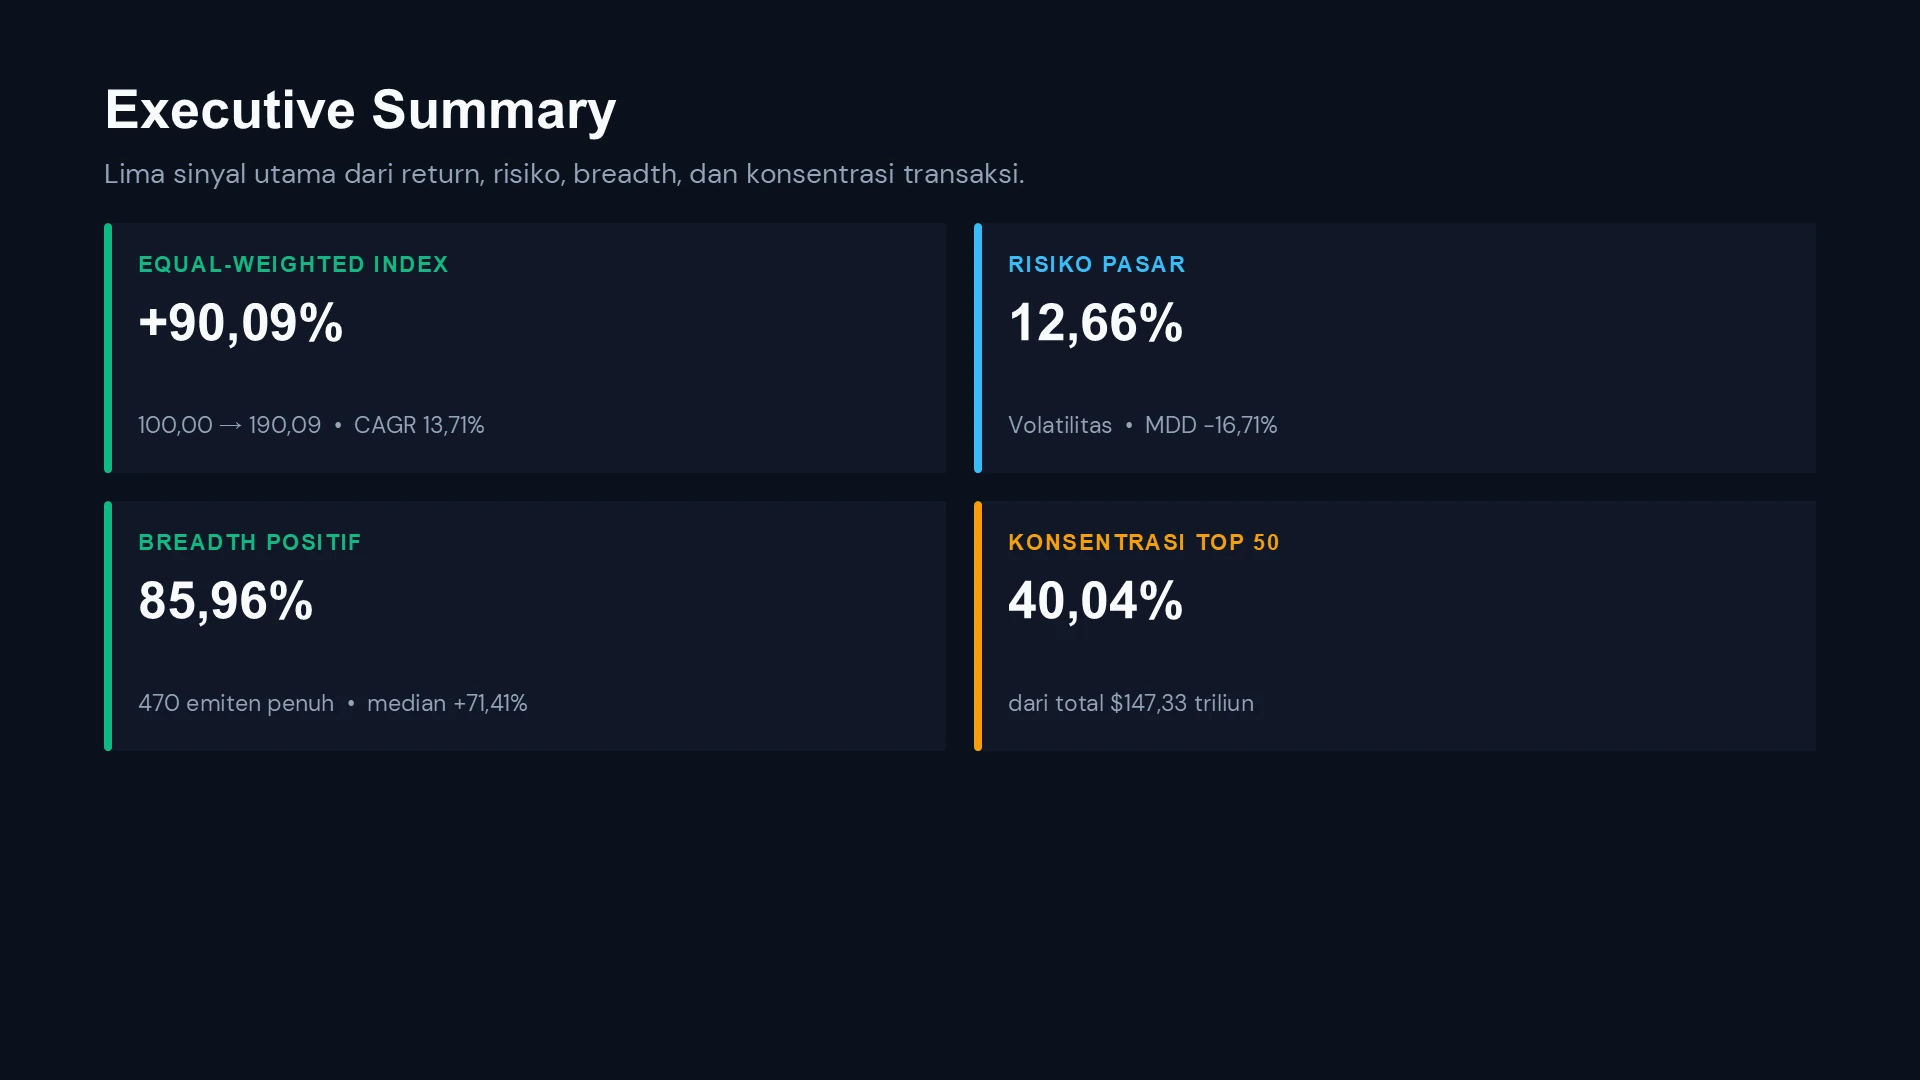 Executive Summary
Lima sinyal utama dari return, risiko, breadth, dan konsentrasi transaksi.
EQUAL-WEIGHTED INDEX
+90,09%
100,00 → 190,09 • CAGR 13,71%
RISIKO PASAR
12,66%
Volatilitas • MDD -16,71%
BREADTH POSITIF
85,96%
470 emiten penuh • median +71,41%
KONSENTRASI TOP 50
40,04%
dari total $147,33 triliun